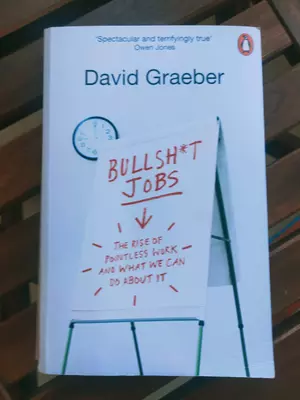 'Spectacular and terrifyingly true'
Owen Jones
David Graeber
BULLSH*T
JOBS
THE RISE OF
POINTLESS WORK
AND WHAT WE CAN
DO ABOUT IT